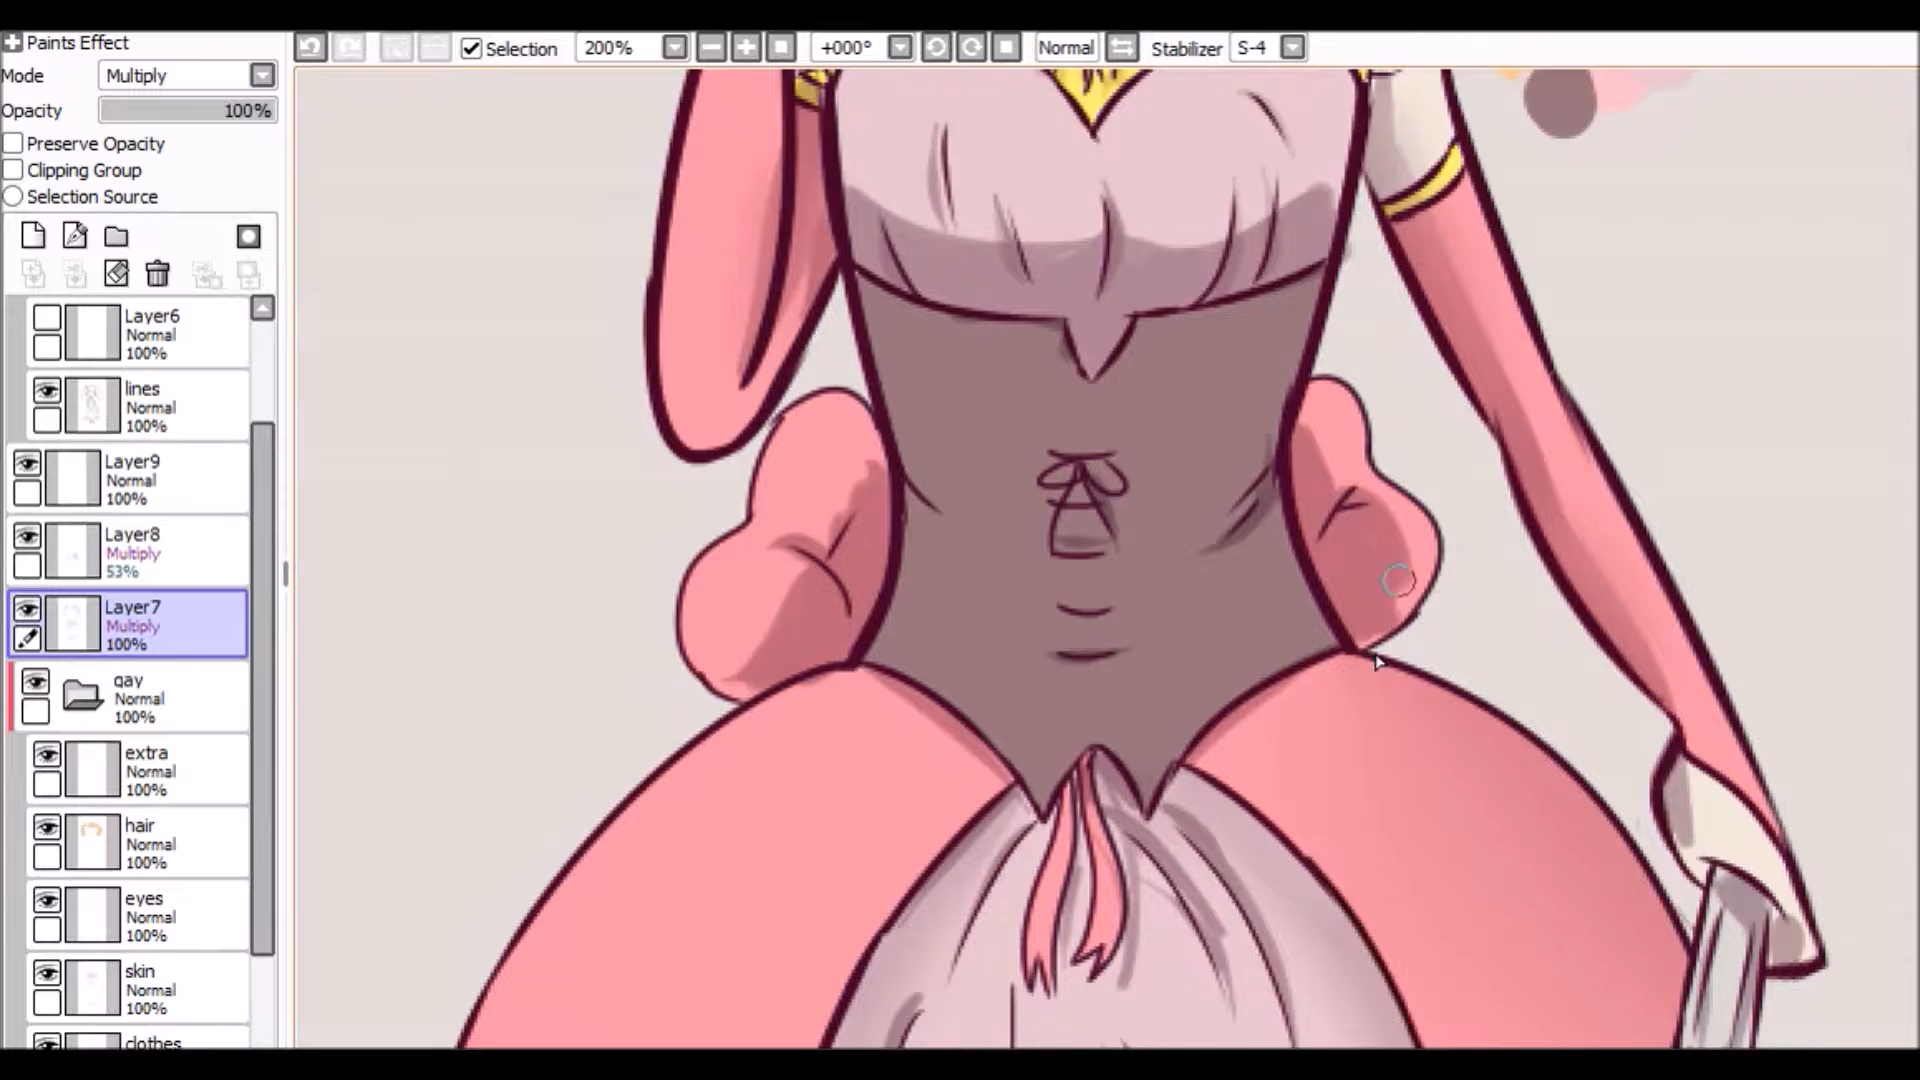 Paints Effect
Mode Multiply
Opacity 100%
Preserve Opacity
Clipping Group
Selection Source
Selection 200% +000° Normal Stabilizer S-4
Layer6
Normal
100%
lines
Normal
100%
Layer9
Normal
100%
Layer8
Multiply
53%
Layer7
Multiply
100%
gay
Normal
100%
extra
Normal
100%
hair
Normal
100%
eyes
Normal
100%
skin
Normal
100%
clothes